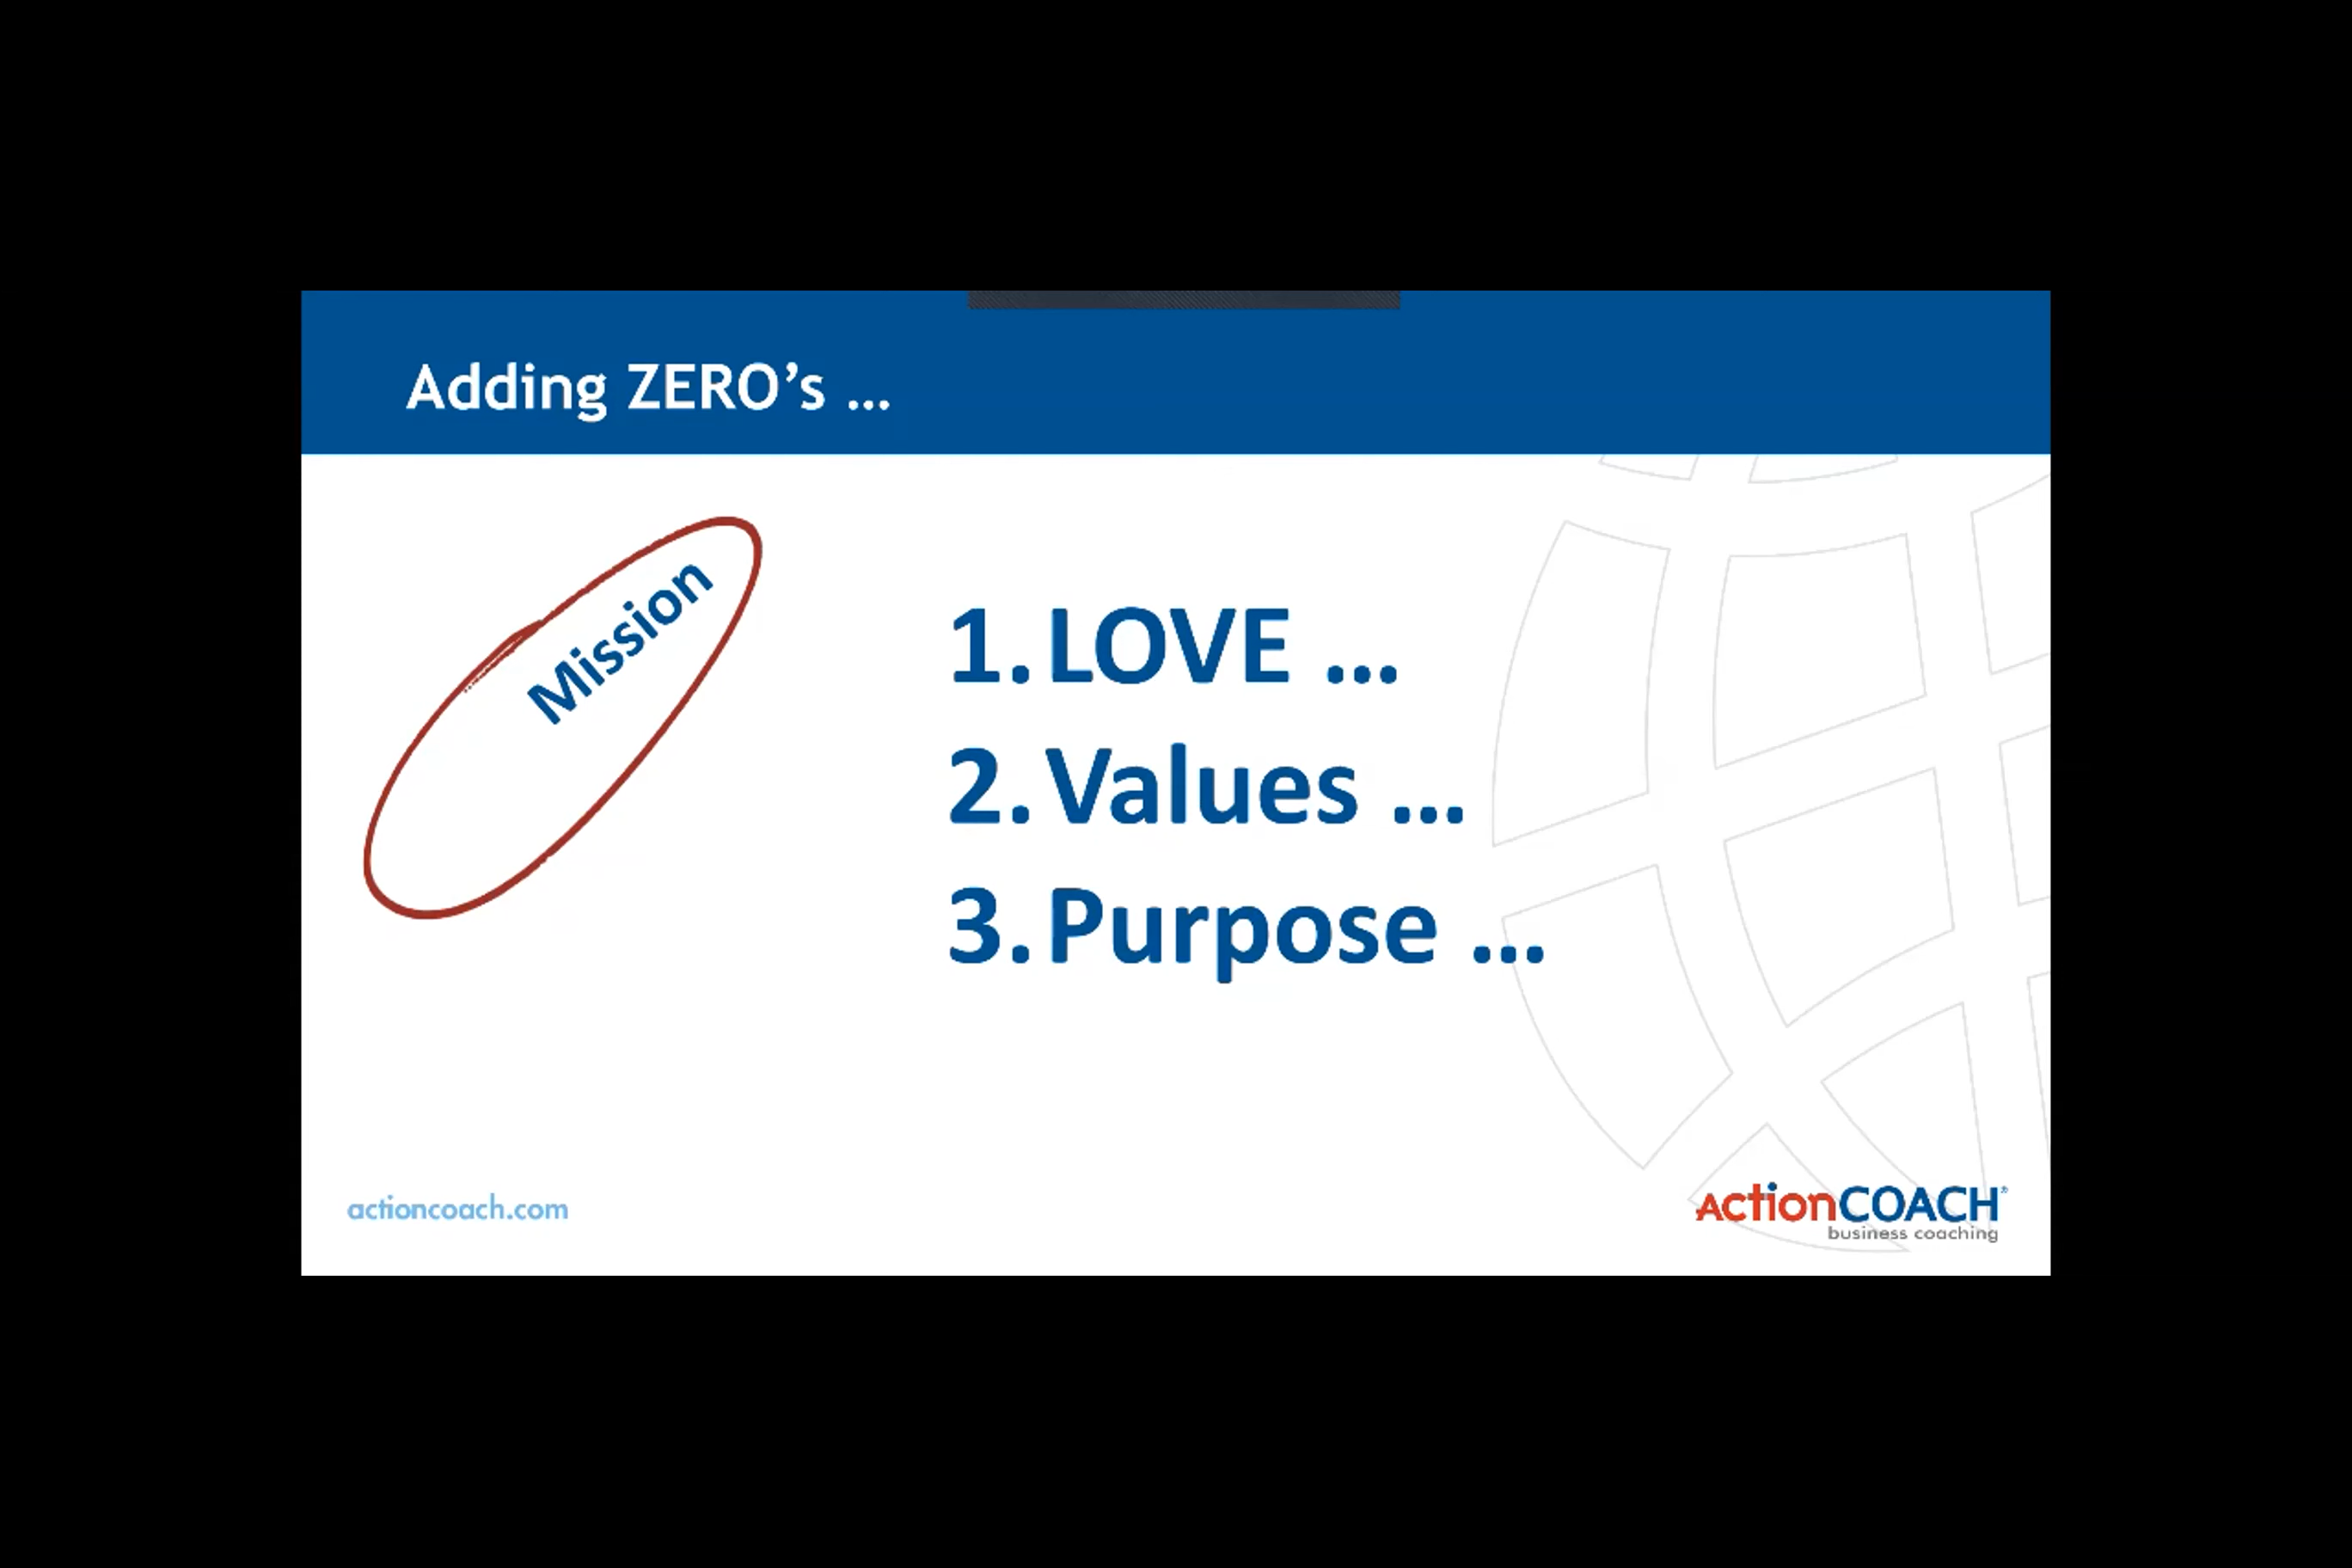 Adding ZERO’s ...
Mission
1. LOVE ...
2. Values ...
3. Purpose ...
actioncoach.com
ActionCOACH®
business coaching